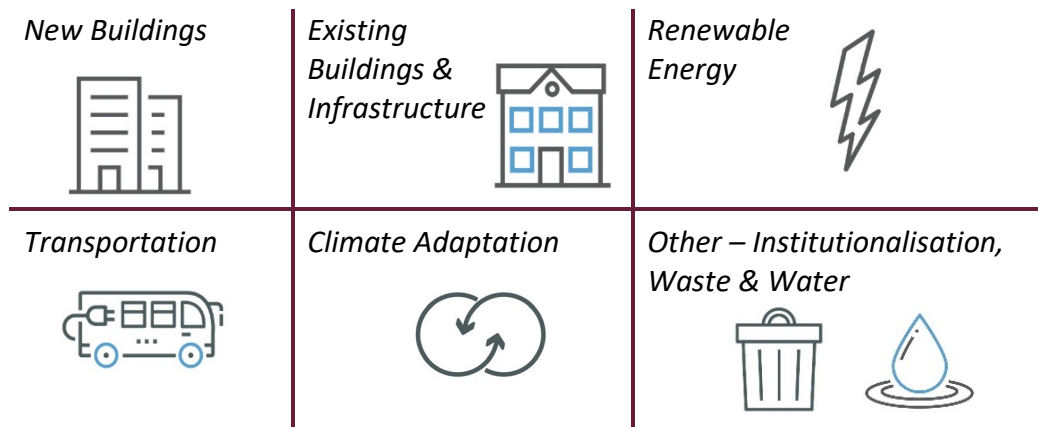 New Buildings
Existing
Buildings &
Infrastructure
Renewable
Energy
Transportation
Climate Adaptation
Other – Institutionalisation,
Waste & Water